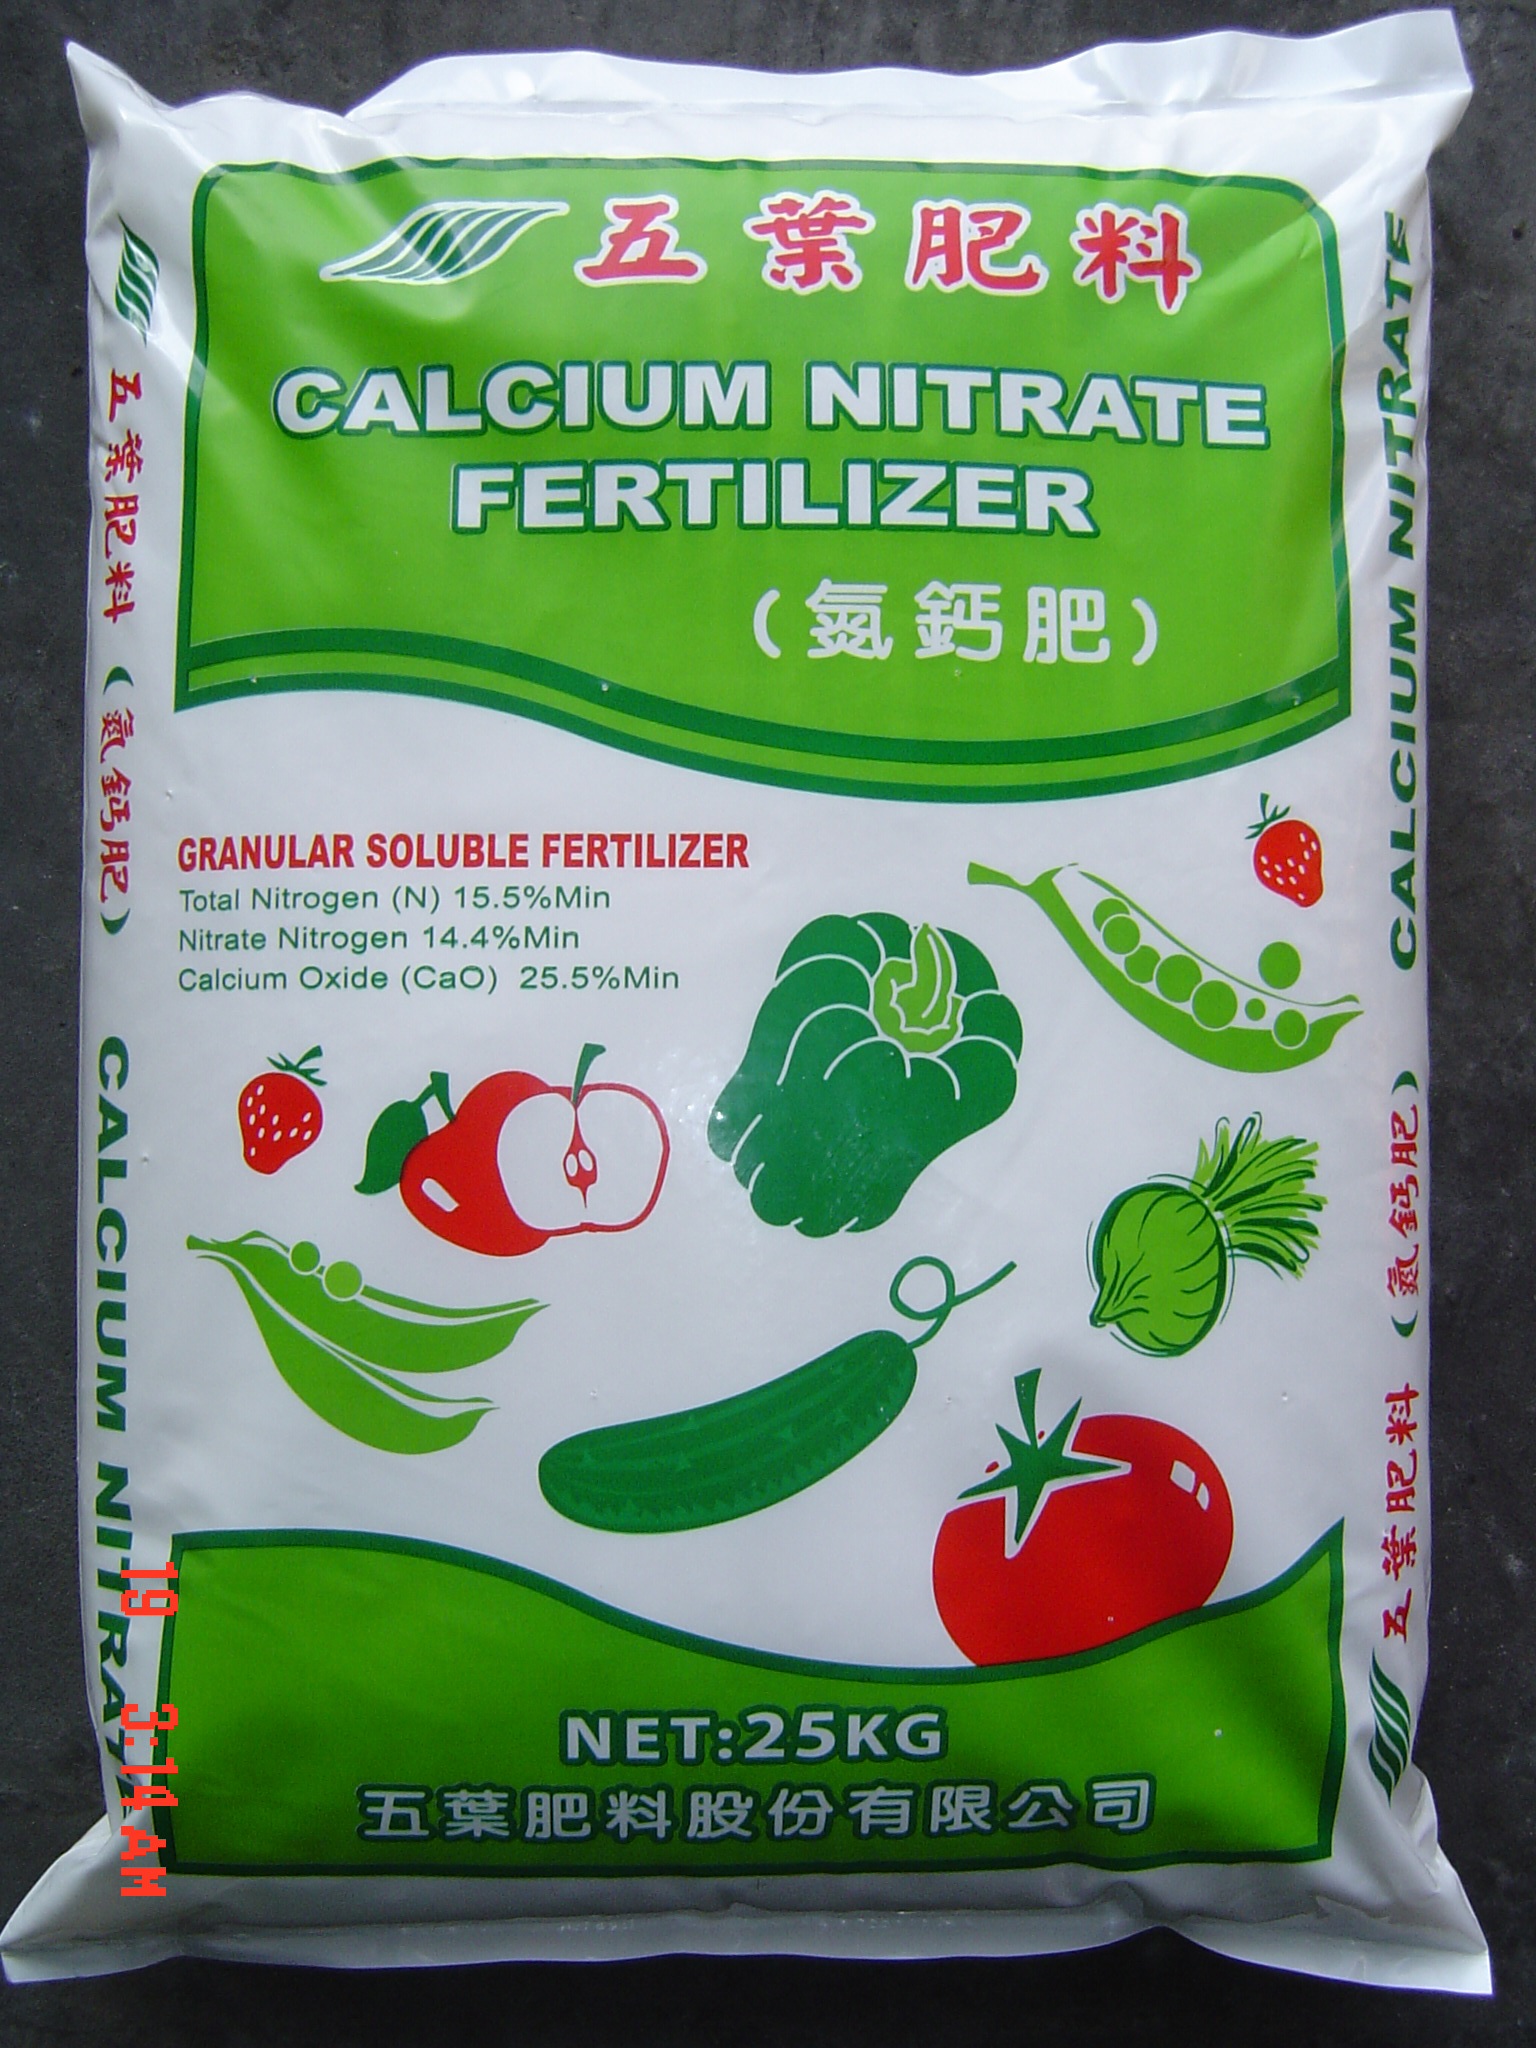 五葉肥料
CALCIUM NITRATE
FERTILIZER
(氮鈣肥)
GRANULAR SOLUBLE FERTILIZER
Total Nitrogen (N) 15.5%Min
Nitrate Nitrogen 14.4%Min
Calcium Oxide (CaO) 25.5%Min
NET:25KG
五葉肥料股份有限公司
五葉肥料(氮鈣肥) CALCIUM NITRATE
五葉肥料(氮鈣肥) CALCIUM NITRATE
19 3:14 AM